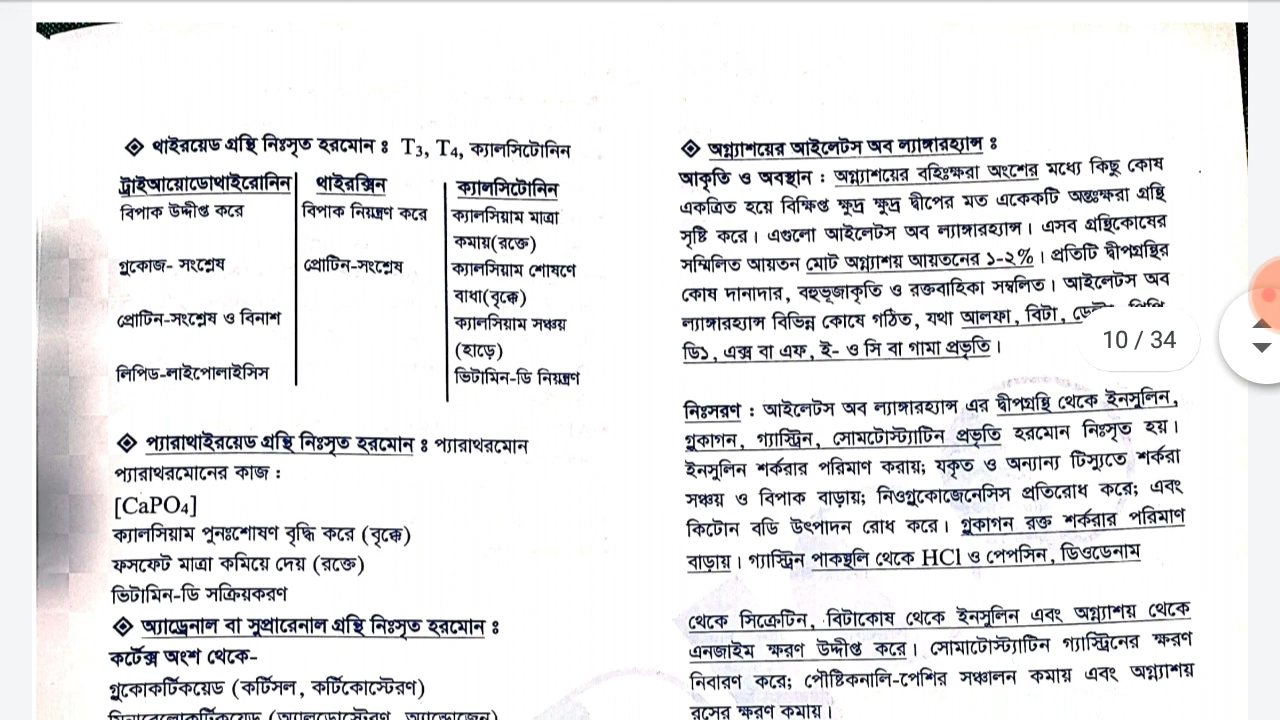 ◈ থাইরয়েড গ্রন্থি নিঃসৃত হরমোন ঃ T3, T4, ক্যালসিটোনিন
ট্রাইআয়োডোথাইরোনিন থাইরক্সিন ক্যালসিটোনিন
বিপাক উদ্দীপ্ত করে বিপাক নিয়ন্ত্রণ করে ক্যালসিয়াম মাত্রা
কমায়(রক্তে)
গ্লুকোজ- সংশ্লেষ প্রোটিন-সংশ্লেষ ক্যালসিয়াম শোষণে
বাধা(বৃক্কে)
প্রোটিন-সংশ্লেষ ও বিনাশ ক্যালসিয়াম সঞ্চয়
(হাড়ে)
লিপিড-লাইপোলাইসিস ভিটামিন-ডি নিয়ন্ত্রণ
◈ প্যারাথাইরয়েড গ্রন্থি নিঃসৃত হরমোন ঃ প্যারাথরমোন
প্যারাথরমোনের কাজ :
[CaPO4]
ক্যালসিয়াম পুনঃশোষণ বৃদ্ধি করে (বৃক্কে)
ফসফেট মাত্রা কমিয়ে দেয় (রক্তে)
ভিটামিন-ডি সক্রিয়করণ
◈ অ্যাড্রেনাল বা সুপ্রারেনাল গ্রন্থি নিঃসৃত হরমোন ঃ
কর্টেক্স অংশ থেকে-
গ্লুকোকর্টিকয়েড (কর্টিসল, কর্টিকোস্টেরণ)
◈ অগ্ন্যাশয়ের আইলেটস অব ল্যাঙ্গারহ্যান্স ঃ
আকৃতি ও অবস্থান : অগ্ন্যাশয়ের বহিঃক্ষরা অংশের মধ্যে কিছু কোষ
একত্রিত হয়ে বিক্ষিপ্ত ক্ষুদ্র ক্ষুদ্র দ্বীপের মত একেকটি অন্তঃক্ষরা গ্রন্থি
সৃষ্টি করে। এগুলো আইলেটস অব ল্যাঙ্গারহ্যান্স। এসব গ্রন্থিকোষের
সম্মিলিত আয়তন মোট অগ্ন্যাশয় আয়তনের ১-২%। প্রতিটি দ্বীপগ্রন্থির
কোষ দানাদার, বহুভূজাকৃতি ও রক্তবাহিকা সম্বলিত। আইলেটস অব
ল্যাঙ্গারহ্যান্স বিভিন্ন কোষে গঠিত, যথা আলফা, বিটা,
ডি১, এক্স বা এফ, ই- ও সি বা গামা প্রভৃতি।
10 / 34
নিঃসরণ : আইলেটস অব ল্যাঙ্গারহ্যান্স এর দ্বীপগ্রন্থি থেকে ইনসুলিন,
গ্লুকাগন, গ্যাস্ট্রিন, সোমটোস্ট্যাটিন প্রভৃতি হরমোন নিঃসৃত হয়।
ইনসুলিন শর্করার পরিমাণ করায়; যকৃত ও অন্যান্য টিস্যুতে শর্করা
সঞ্চয় ও বিপাক বাড়ায়; নিওগ্লুকোজেনেসিস প্রতিরোধ করে; এবং
কিটোন বডি উৎপাদন রোধ করে। গ্লুকাগন রক্ত শর্করার পরিমাণ
বাড়ায়। গ্যাস্ট্রিন পাকস্থলি থেকে HCl ও পেপসিন, ডিওডেনাম
থেকে সিক্রেটিন, বিটাকোষ থেকে ইনসুলিন এবং অগ্ন্যাশয় থেকে
এনজাইম ক্ষরণ উদ্দীপ্ত করে। সোমাটোস্ট্যাটিন গ্যাস্ট্রিনের ক্ষরণ
নিবারণ করে; পৌষ্টিকনালি-পেশির সঞ্চালন কমায় এবং অগ্ন্যাশয়
রসের ক্ষরণ কমায়।